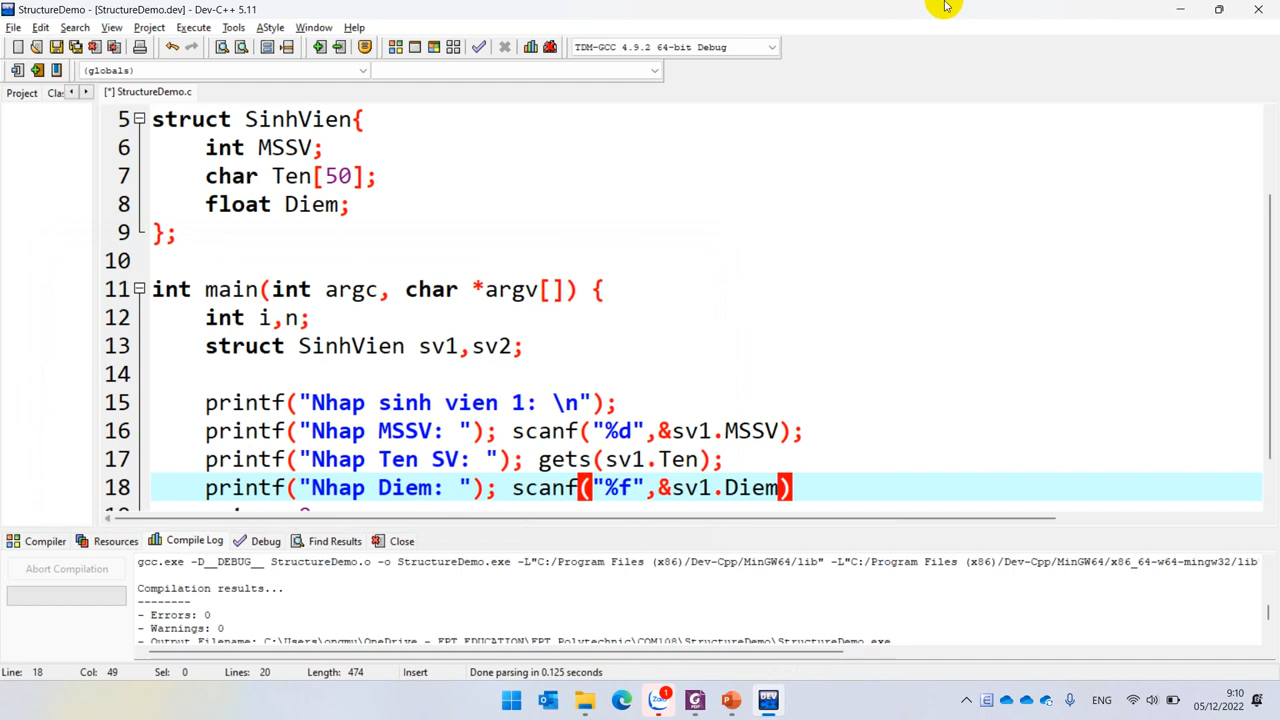 StructureDemo - [StructureDemo.dev] - Dev-C++ 5.11
File Edit Search View Project Execute Tools AStyle Window Help
TDM-GCC 4.9.2 64-bit Debug
(globals)
Project Cla [*] StructureDemo.c
5 struct SinhVien{
6 int MSSV;
7 char Ten[50];
8 float Diem;
9 };
10
11 int main(int argc, char *argv[]) {
12 int i,n;
13 struct SinhVien sv1,sv2;
14
15 printf("Nhap sinh vien 1: \n");
16 printf("Nhap MSSV: "); scanf("%d",&sv1.MSSV);
17 printf("Nhap Ten SV: "); gets(sv1.Ten);
18 printf("Nhap Diem: "); scanf("%f",&sv1.Diem)
Compiler Resources Compile Log Debug Find Results Close
Abort Compilation
gcc.exe -D__DEBUG__ StructureDemo.o -o StructureDemo.exe -L"C:/Program Files (x86)/Dev-Cpp/MinGW64/lib" -L"C:/Program Files (x86)/Dev-Cpp/MinGW64/x86_64-w64-mingw32/lib
Compilation results...
--------
- Errors: 0
- Warnings: 0
- Output Filename: C:\Users\ongmu\OneDrive - FPT EDUCATION\FPT Polytechnic\COM108\StructureDemo\StructureDemo.exe
Line: 18 Col: 49 Sel: 0 Lines: 20 Length: 474 Insert Done parsing in 0.125 seconds
DEV
Zalo 1
PDF
P
DEV
ENG
9:10
05/12/2022